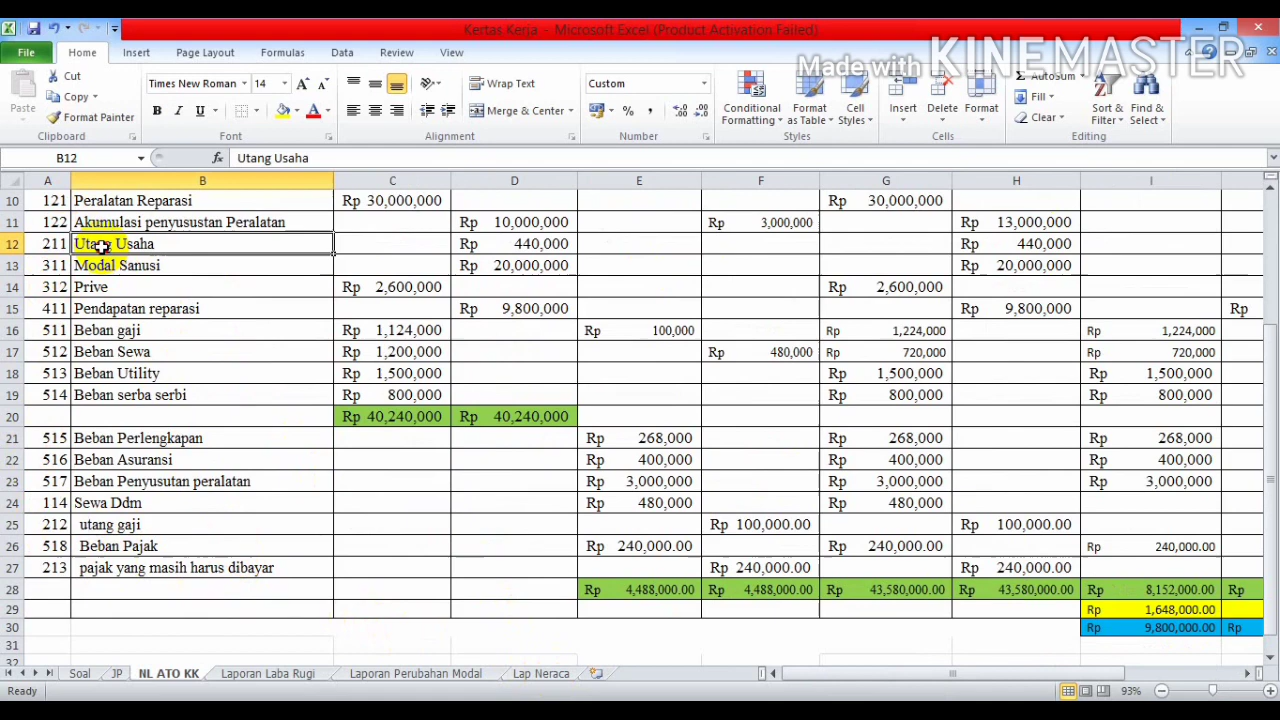 Kertas Kerja - Microsoft Excel (Product Activation Failed)
Made with KINEMASTER
File Home Insert Page Layout Formulas Data Review View
Cut
Copy
Format Painter
Paste
Clipboard
Times New Roman 14
Font
Wrap Text
Merge & Center
Alignment
Custom
Number
Conditional Formatting
Format as Table
Cell Styles
Styles
Insert
Delete
Format
Cells
AutoSum
Fill
Clear
Sort & Filter
Find & Select
Editing
B12 fx Utang Usaha
A B C D E F G H I
10 121 Peralatan Reparasi Rp 30,000,000 Rp 30,000,000
11 122 Akumulasi penyusustan Peralatan Rp 10,000,000 Rp 3,000,000 Rp 13,000,000
12 211 Utang Usaha Rp 440,000 Rp 440,000
13 311 Modal Sanusi Rp 20,000,000 Rp 20,000,000
14 312 Prive Rp 2,600,000 Rp 2,600,000
15 411 Pendapatan reparasi Rp 9,800,000 Rp 9,800,000 Rp
16 511 Beban gaji Rp 1,124,000 Rp 100,000 Rp 1,224,000 Rp 1,224,000
17 512 Beban Sewa Rp 1,200,000 Rp 480,000 Rp 720,000 Rp 720,000
18 513 Beban Utility Rp 1,500,000 Rp 1,500,000 Rp 1,500,000
19 514 Beban serba serbi Rp 800,000 Rp 800,000 Rp 800,000
20 Rp 40,240,000 Rp 40,240,000
21 515 Beban Perlengkapan Rp 268,000 Rp 268,000 Rp 268,000
22 516 Beban Asuransi Rp 400,000 Rp 400,000 Rp 400,000
23 517 Beban Penyusutan peralatan Rp 3,000,000 Rp 3,000,000 Rp 3,000,000
24 114 Sewa Ddm Rp 480,000 Rp 480,000
25 212 utang gaji Rp 100,000.00 Rp 100,000.00
26 518 Beban Pajak Rp 240,000.00 Rp 240,000.00 Rp 240,000.00
27 213 pajak yang masih harus dibayar Rp 240,000.00 Rp 240,000.00
28 Rp 4,488,000.00 Rp 4,488,000.00 Rp 43,580,000.00 Rp 43,580,000.00 Rp 8,152,000.00 Rp
29 Rp 1,648,000.00
30 Rp 9,800,000.00 Rp
31
32
Soal JP NL ATO KK Laporan Laba Rugi Laporan Perubahan Modal Lap Neraca
Ready 93%